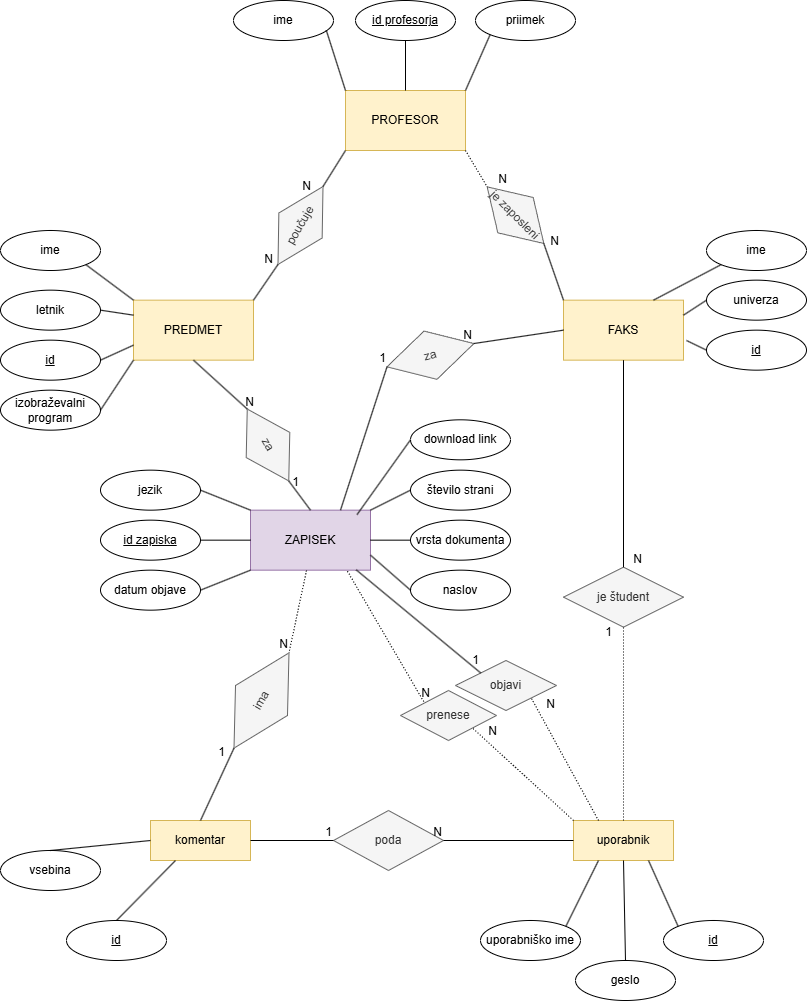 ime
id profesorja
priimek
PROFESOR
N
N
poučuje
je zaposleni
N
N
ime
ime
letnik
univerza
PREDMET
FAKS
id
id
izobraževalni
program
N
za
1
N
za
1
download link
jezik
število strani
id zapiska
ZAPISEK
vrsta dokumenta
datum objave
naslov
N
je študent
1
N
ima
1
1
objavi
N
N
prenese
N
komentar
1
poda
N
uporabnik
vsebina
id
uporabniško ime
id
geslo